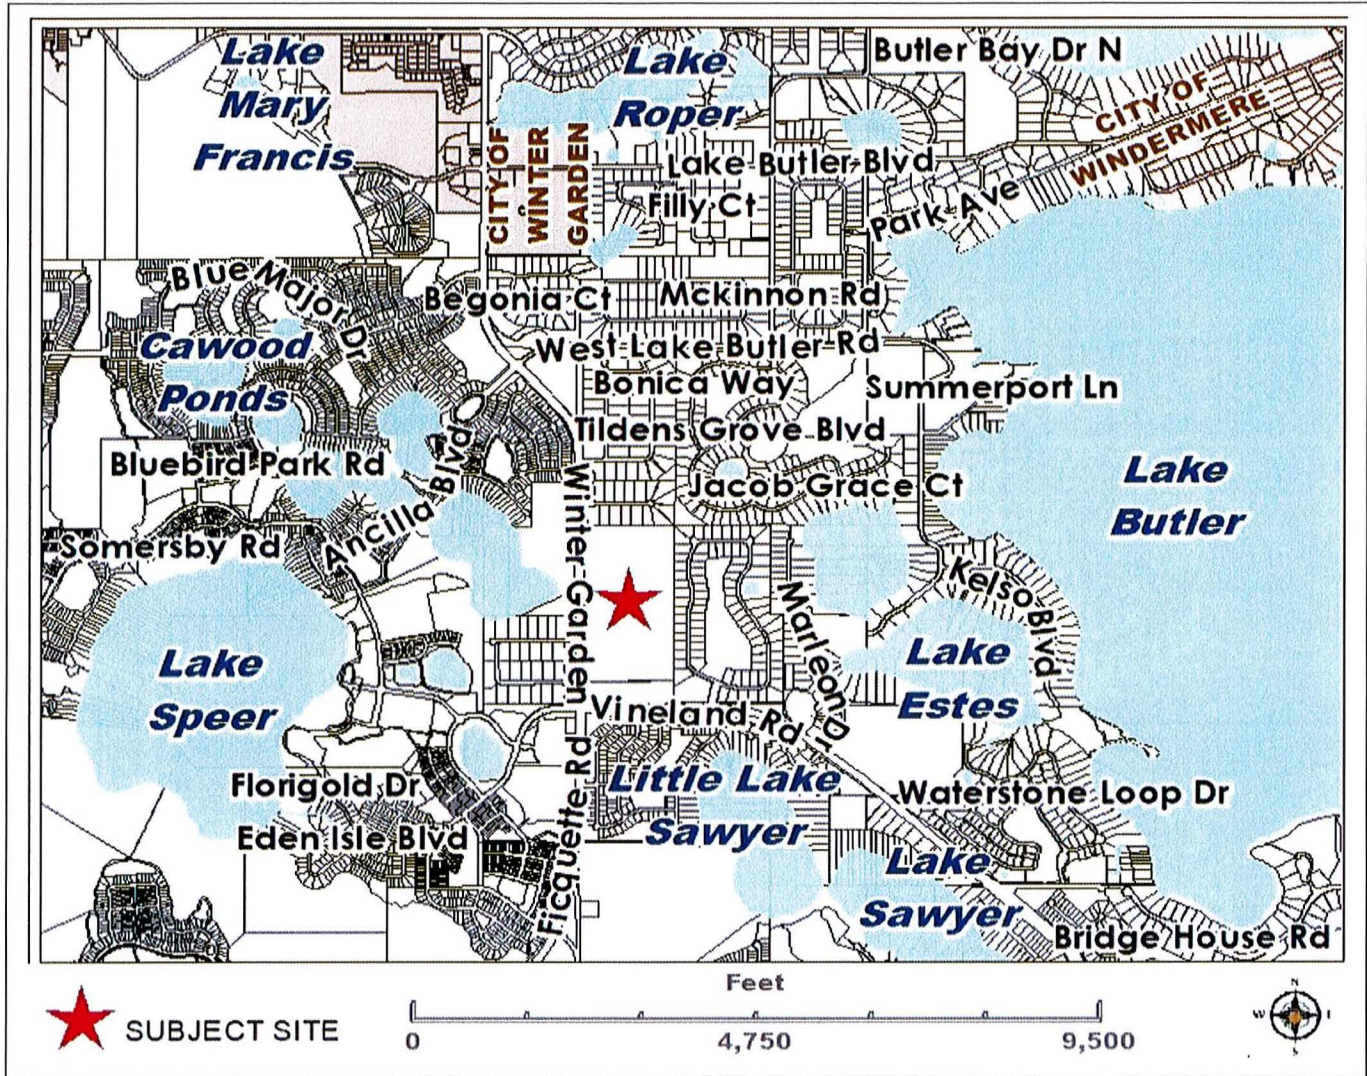 Lake
Mary
Francis
Lake
Roper
Butler Bay Dr N
CITY OF
WINDERMERE
CITY OF
WINTER
GARDEN
Lake Butler Blvd
Filly Ct
Park Ave
Blue Major Dr
Begonia Ct
Mckinnon Rd
Cawood
Ponds
West Lake Butler Rd
Bonica Way
Summerport Ln
Tildens Grove Blvd
Bluebird Park Rd
Jacob Grace Ct
Lake
Butler
Ancilla Blvd
Winter Garden
Vineland Rd
Somersby Rd
Kelso Blvd
Marleon Dr
Lake
Speer
Lake
Estes
Florigold Dr
Little Lake
Sawyer
Waterstone Loop Dr
Eden Isle Blvd
Ficquette Rd
Lake
Sawyer
Bridge House Rd
SUBJECT SITE
Feet
0
4,750
9,500
N
W
E
S